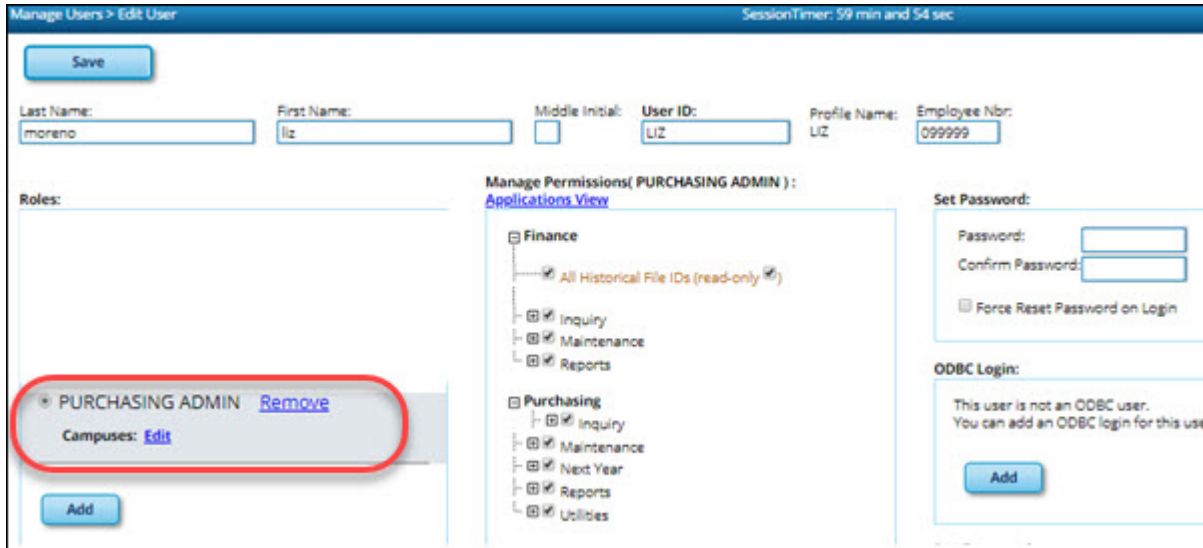 Manage Users > Edit User SessionTimer: 59 min and 54 sec
Save
Last Name: First Name: Middle Initial: User ID: Profile Name: Employee Nbr:
moreno liz LIZ LIZ 099999
Roles:
PURCHASING ADMIN Remove
Campuses: Edit
Add
Manage Permissions( PURCHASING ADMIN ) :
Applications View
Finance
All Historical File IDs (read-only )
Inquiry
Maintenance
Reports
Purchasing
Inquiry
Maintenance
Next Year
Reports
Utilities
Set Password:
Password:
Confirm Password:
Force Reset Password on Login
ODBC Login:
This user is not an ODBC user.
You can add an ODBC login for this use
Add